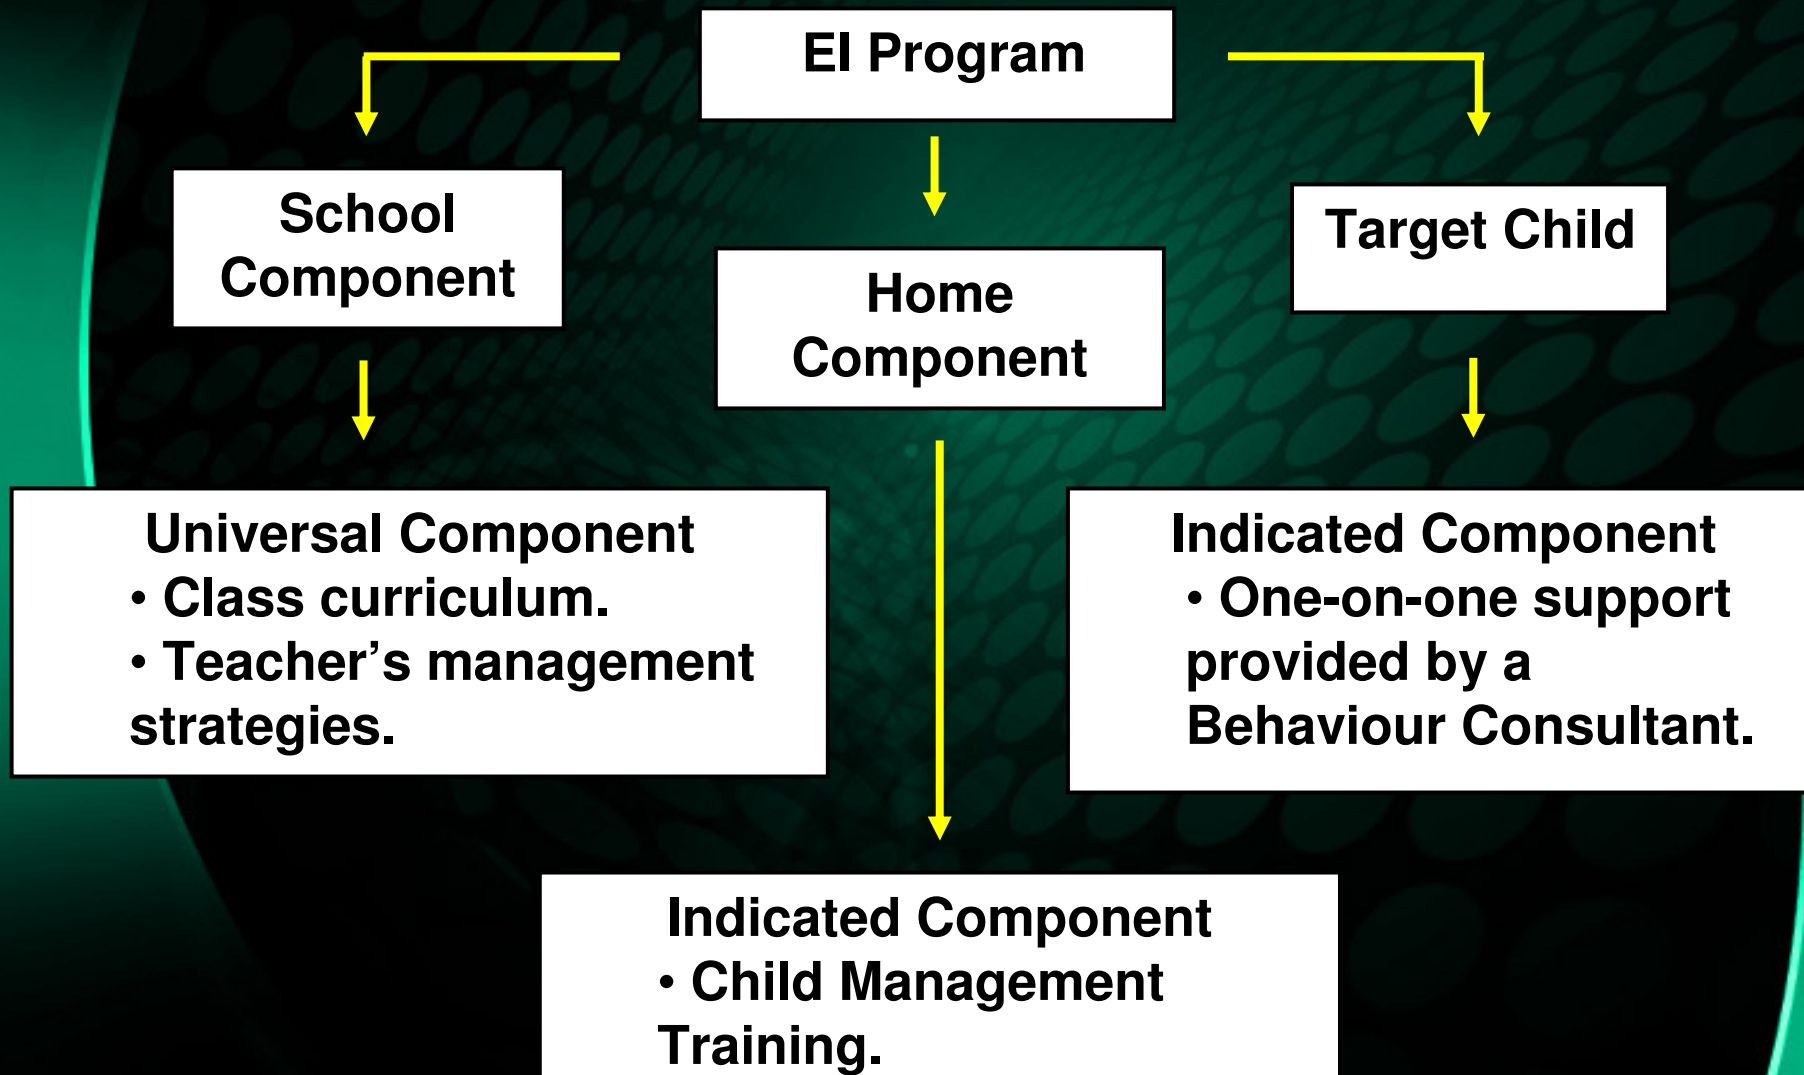 EI Program
School
Component
Home
Component
Target Child
Universal Component
• Class curriculum.
• Teacher’s management
strategies.
Indicated Component
• One-on-one support
provided by a
Behaviour Consultant.
Indicated Component
• Child Management
Training.